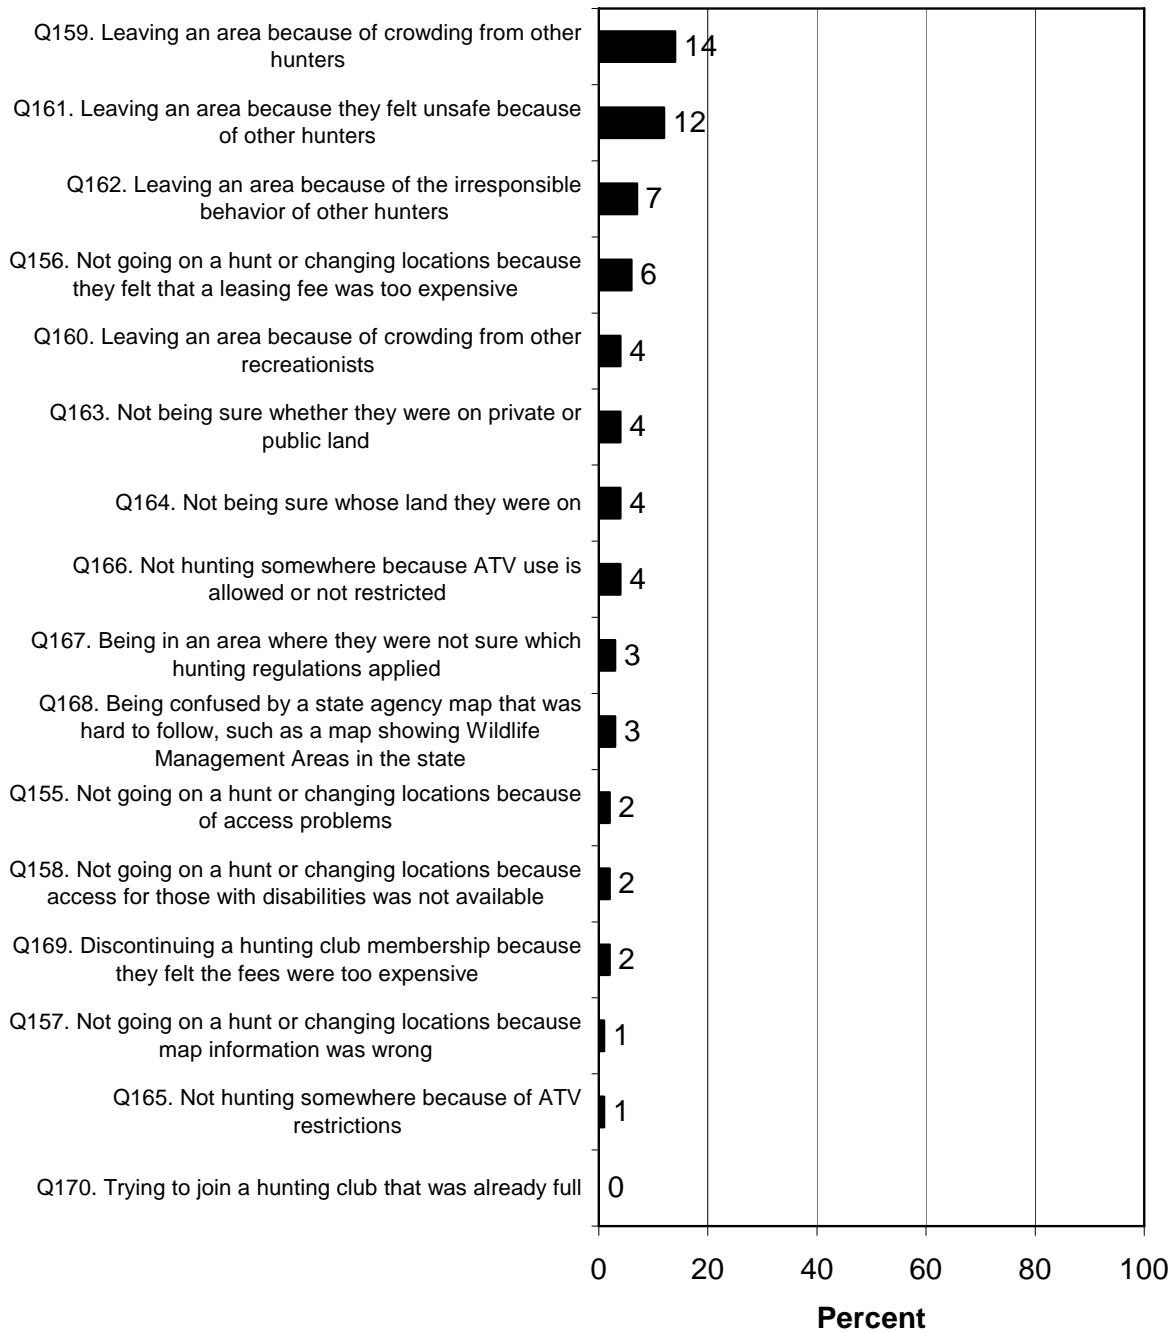 Q159. Leaving an area because of crowding from other
hunters
14
Q161. Leaving an area because they felt unsafe because
of other hunters
12
Q162. Leaving an area because of the irresponsible
behavior of other hunters
7
Q156. Not going on a hunt or changing locations because
they felt that a leasing fee was too expensive
6
Q160. Leaving an area because of crowding from other
recreationists
4
Q163. Not being sure whether they were on private or
public land
4
Q164. Not being sure whose land they were on
4
Q166. Not hunting somewhere because ATV use is
allowed or not restricted
4
Q167. Being in an area where they were not sure which
hunting regulations applied
3
Q168. Being confused by a state agency map that was
hard to follow, such as a map showing Wildlife
Management Areas in the state
3
Q155. Not going on a hunt or changing locations because
of access problems
2
Q158. Not going on a hunt or changing locations because
access for those with disabilities was not available
2
Q169. Discontinuing a hunting club membership because
they felt the fees were too expensive
2
Q157. Not going on a hunt or changing locations because
map information was wrong
1
Q165. Not hunting somewhere because of ATV
restrictions
1
Q170. Trying to join a hunting club that was already full
0
0 20 40 60 80 100
Percent